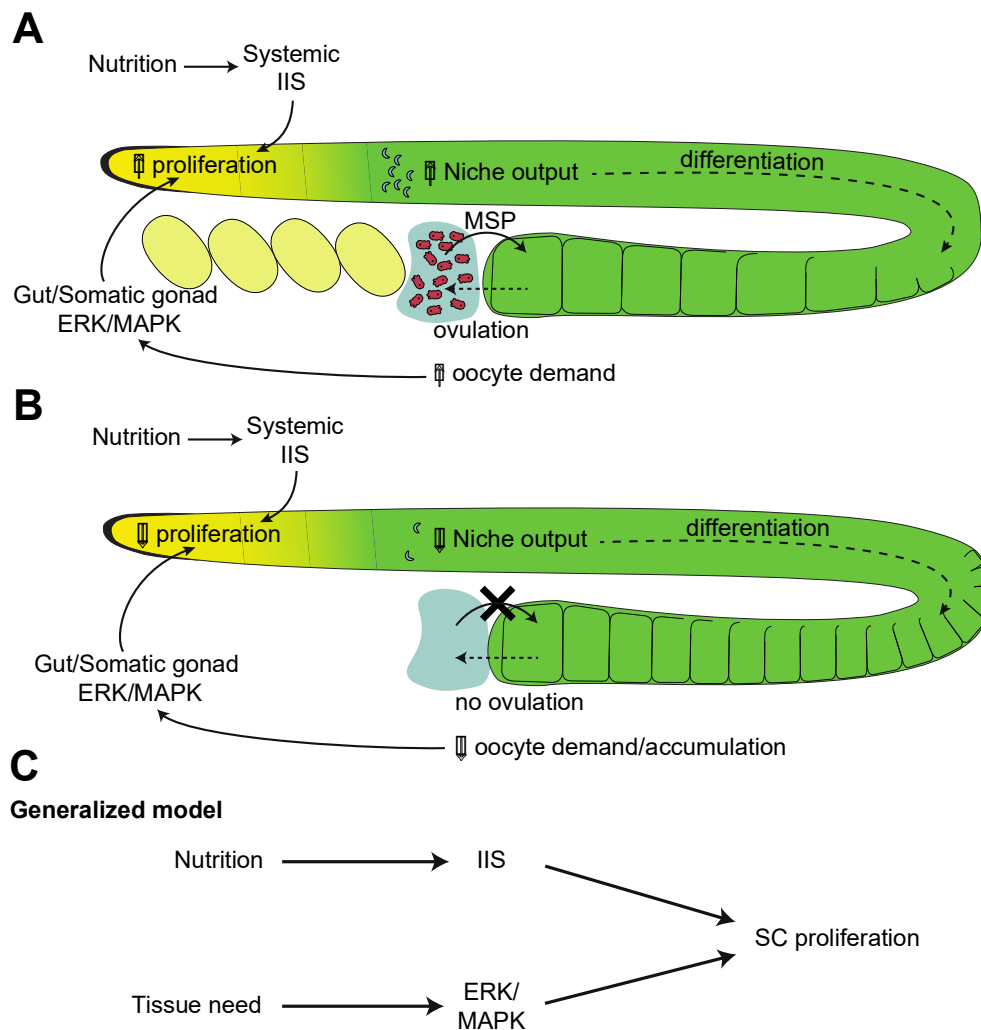 A
Nutrition
Systemic
IIS
proliferation
Niche output
differentiation
MSP
Gut/Somatic gonad
ERK/MAPK
ovulation
oocyte demand
B
Nutrition
Systemic
IIS
proliferation
Niche output
differentiation
Gut/Somatic gonad
ERK/MAPK
no ovulation
oocyte demand/accumulation
C
Generalized model
Nutrition
IIS
SC proliferation
Tissue need
ERK/
MAPK